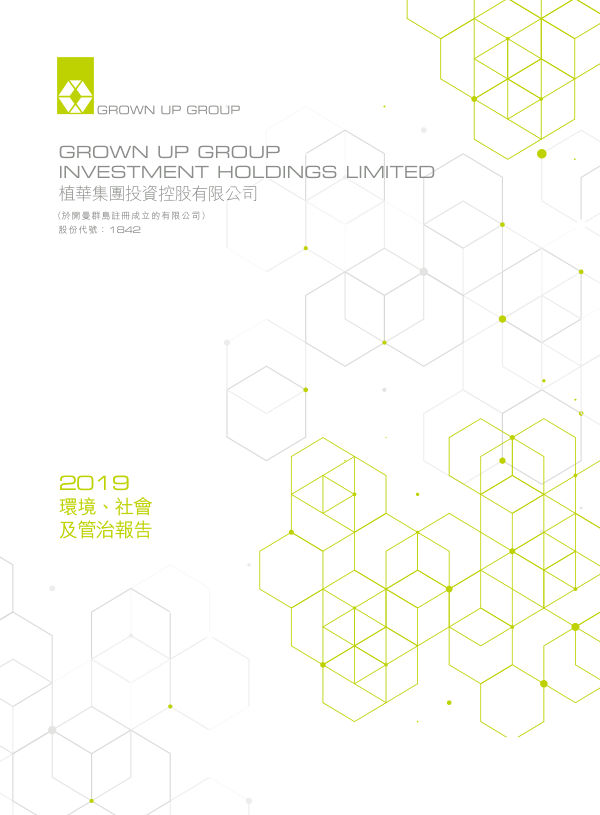 GROWN UP GROUP
GROWN UP GROUP
INVESTMENT HOLDINGS LIMITED
植華集團投資控股有限公司
(於開曼群島註冊成立的有限公司)
股份代號：1842
2019
環境、社會
及管治報告